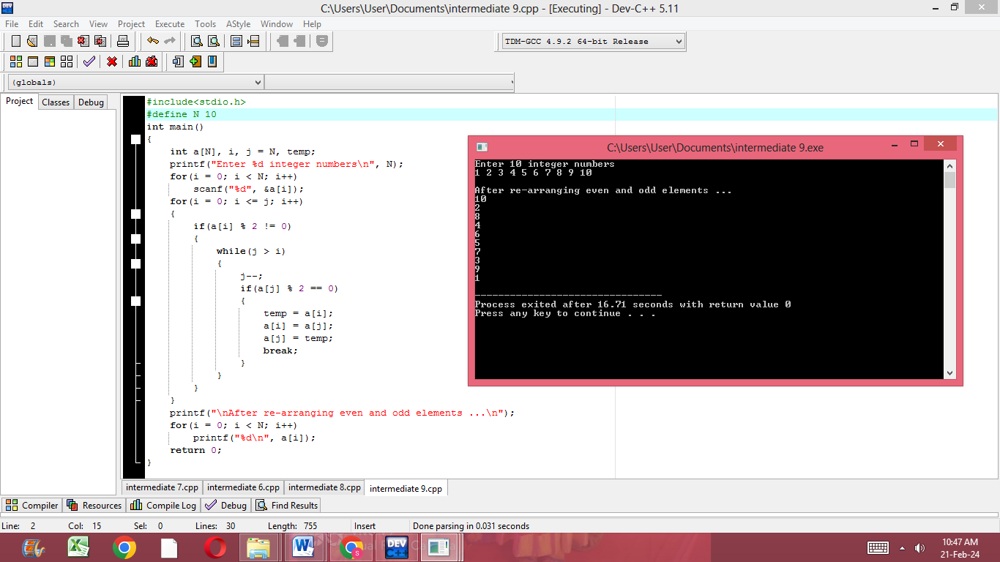 C:\Users\User\Documents\intermediate 9.cpp - [Executing] - Dev-C++ 5.11
File Edit Search View Project Execute Tools AStyle Window Help
TDM-GCC 4.9.2 64-bit Release
(globals)
Project Classes Debug
#include<stdio.h>
#define N 10
int main()
{
    int a[N], i, j = N, temp;
    printf("Enter %d integer numbers\n", N);
    for(i = 0; i < N; i++)
        scanf("%d", &a[i]);
    for(i = 0; i <= j; i++)
    {
        if(a[i] % 2 != 0)
        {
            while(j > i)
            {
                j--;
                if(a[j] % 2 == 0)
                {
                    temp = a[i];
                    a[i] = a[j];
                    a[j] = temp;
                    break;
                }
            }
        }
    }
    printf("\nAfter re-arranging even and odd elements ...\n");
    for(i = 0; i < N; i++)
        printf("%d\n", a[i]);
    return 0;
}
C:\Users\User\Documents\intermediate 9.exe
Enter 10 integer numbers
1 2 3 4 5 6 7 8 9 10
After re-arranging even and odd elements ...
10
2
8
4
6
5
7
3
9
1
--------------------------------
Process exited after 16.71 seconds with return value 0
Press any key to continue . . .
intermediate 7.cpp intermediate 6.cpp intermediate 8.cpp intermediate 9.cpp
Compiler Resources Compile Log Debug Find Results
Line: 2 Col: 15 Sel: 0 Lines: 30 Length: 755 Insert Done parsing in 0.031 seconds
DEV C++
10:47 AM
21-Feb-24